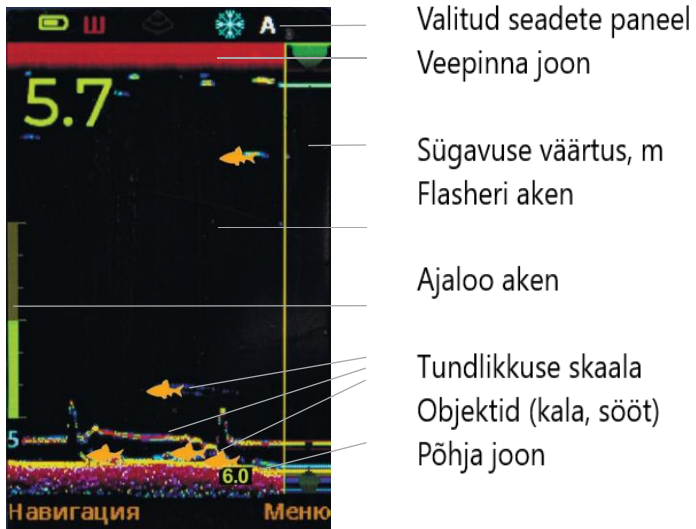 Ш
A
5.7
5
6.0
Навигация
Меню
Valitud seadete paneel
Veepinna joon
Sügavuse väärtus, m
Flasheri aken
Ajaloo aken
Tundlikkuse skaala
Objektid (kala, sööt)
Põhja joon